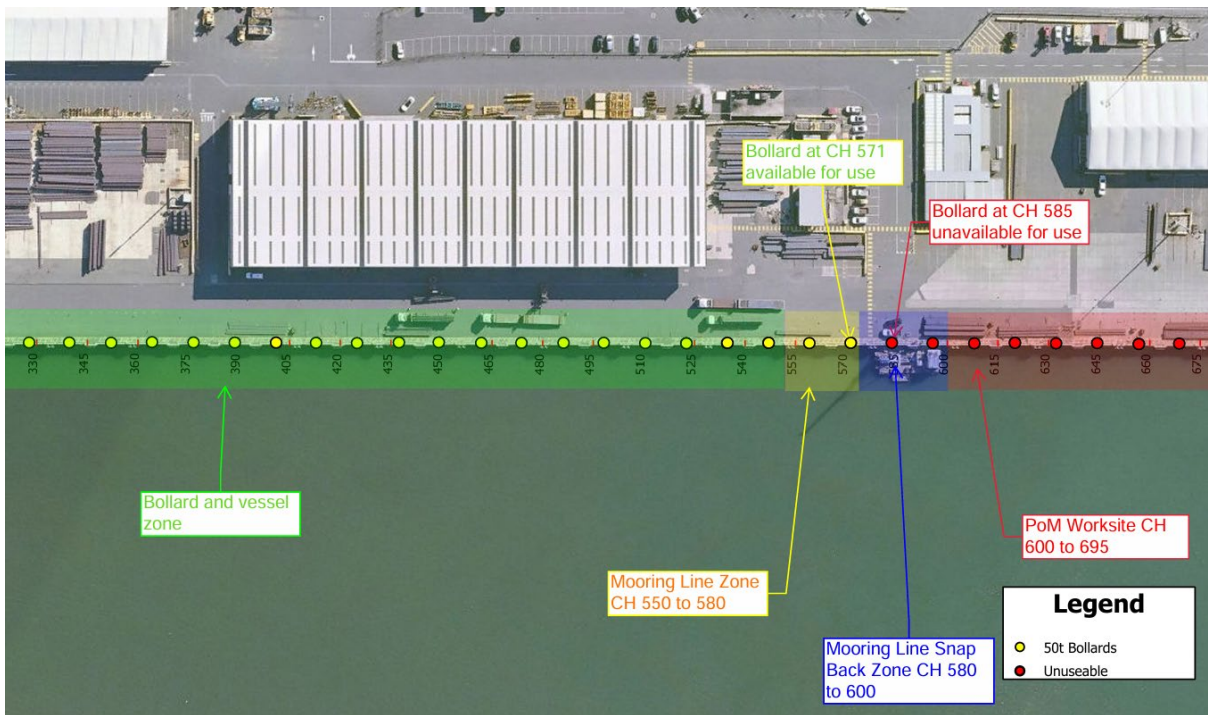 Bollard at CH 571
available for use
Bollard at CH 585
unavailable for use
330
345
360
375
390
405
420
435
450
465
480
495
510
525
540
555
570
585
600
615
630
645
660
675
Bollard and vessel
zone
Mooring Line Zone
CH 550 to 580
Mooring Line Snap
Back Zone CH 580
to 600
PoM Worksite CH
600 to 695
Legend
50t Bollards
Unuseable